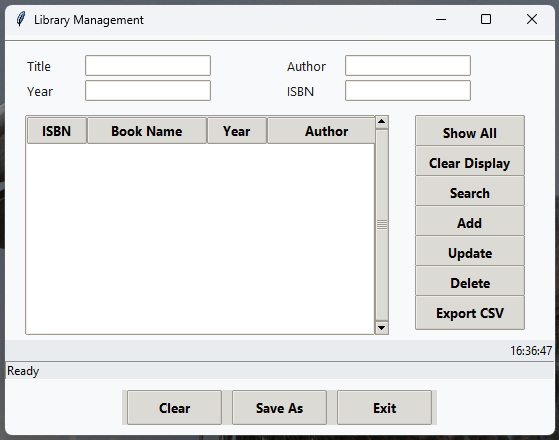 Library Management
Title Author
Year ISBN
ISBN Book Name Year Author
Show All
Clear Display
Search
Add
Update
Delete
Export CSV
16:36:47
Ready
Clear Save As Exit